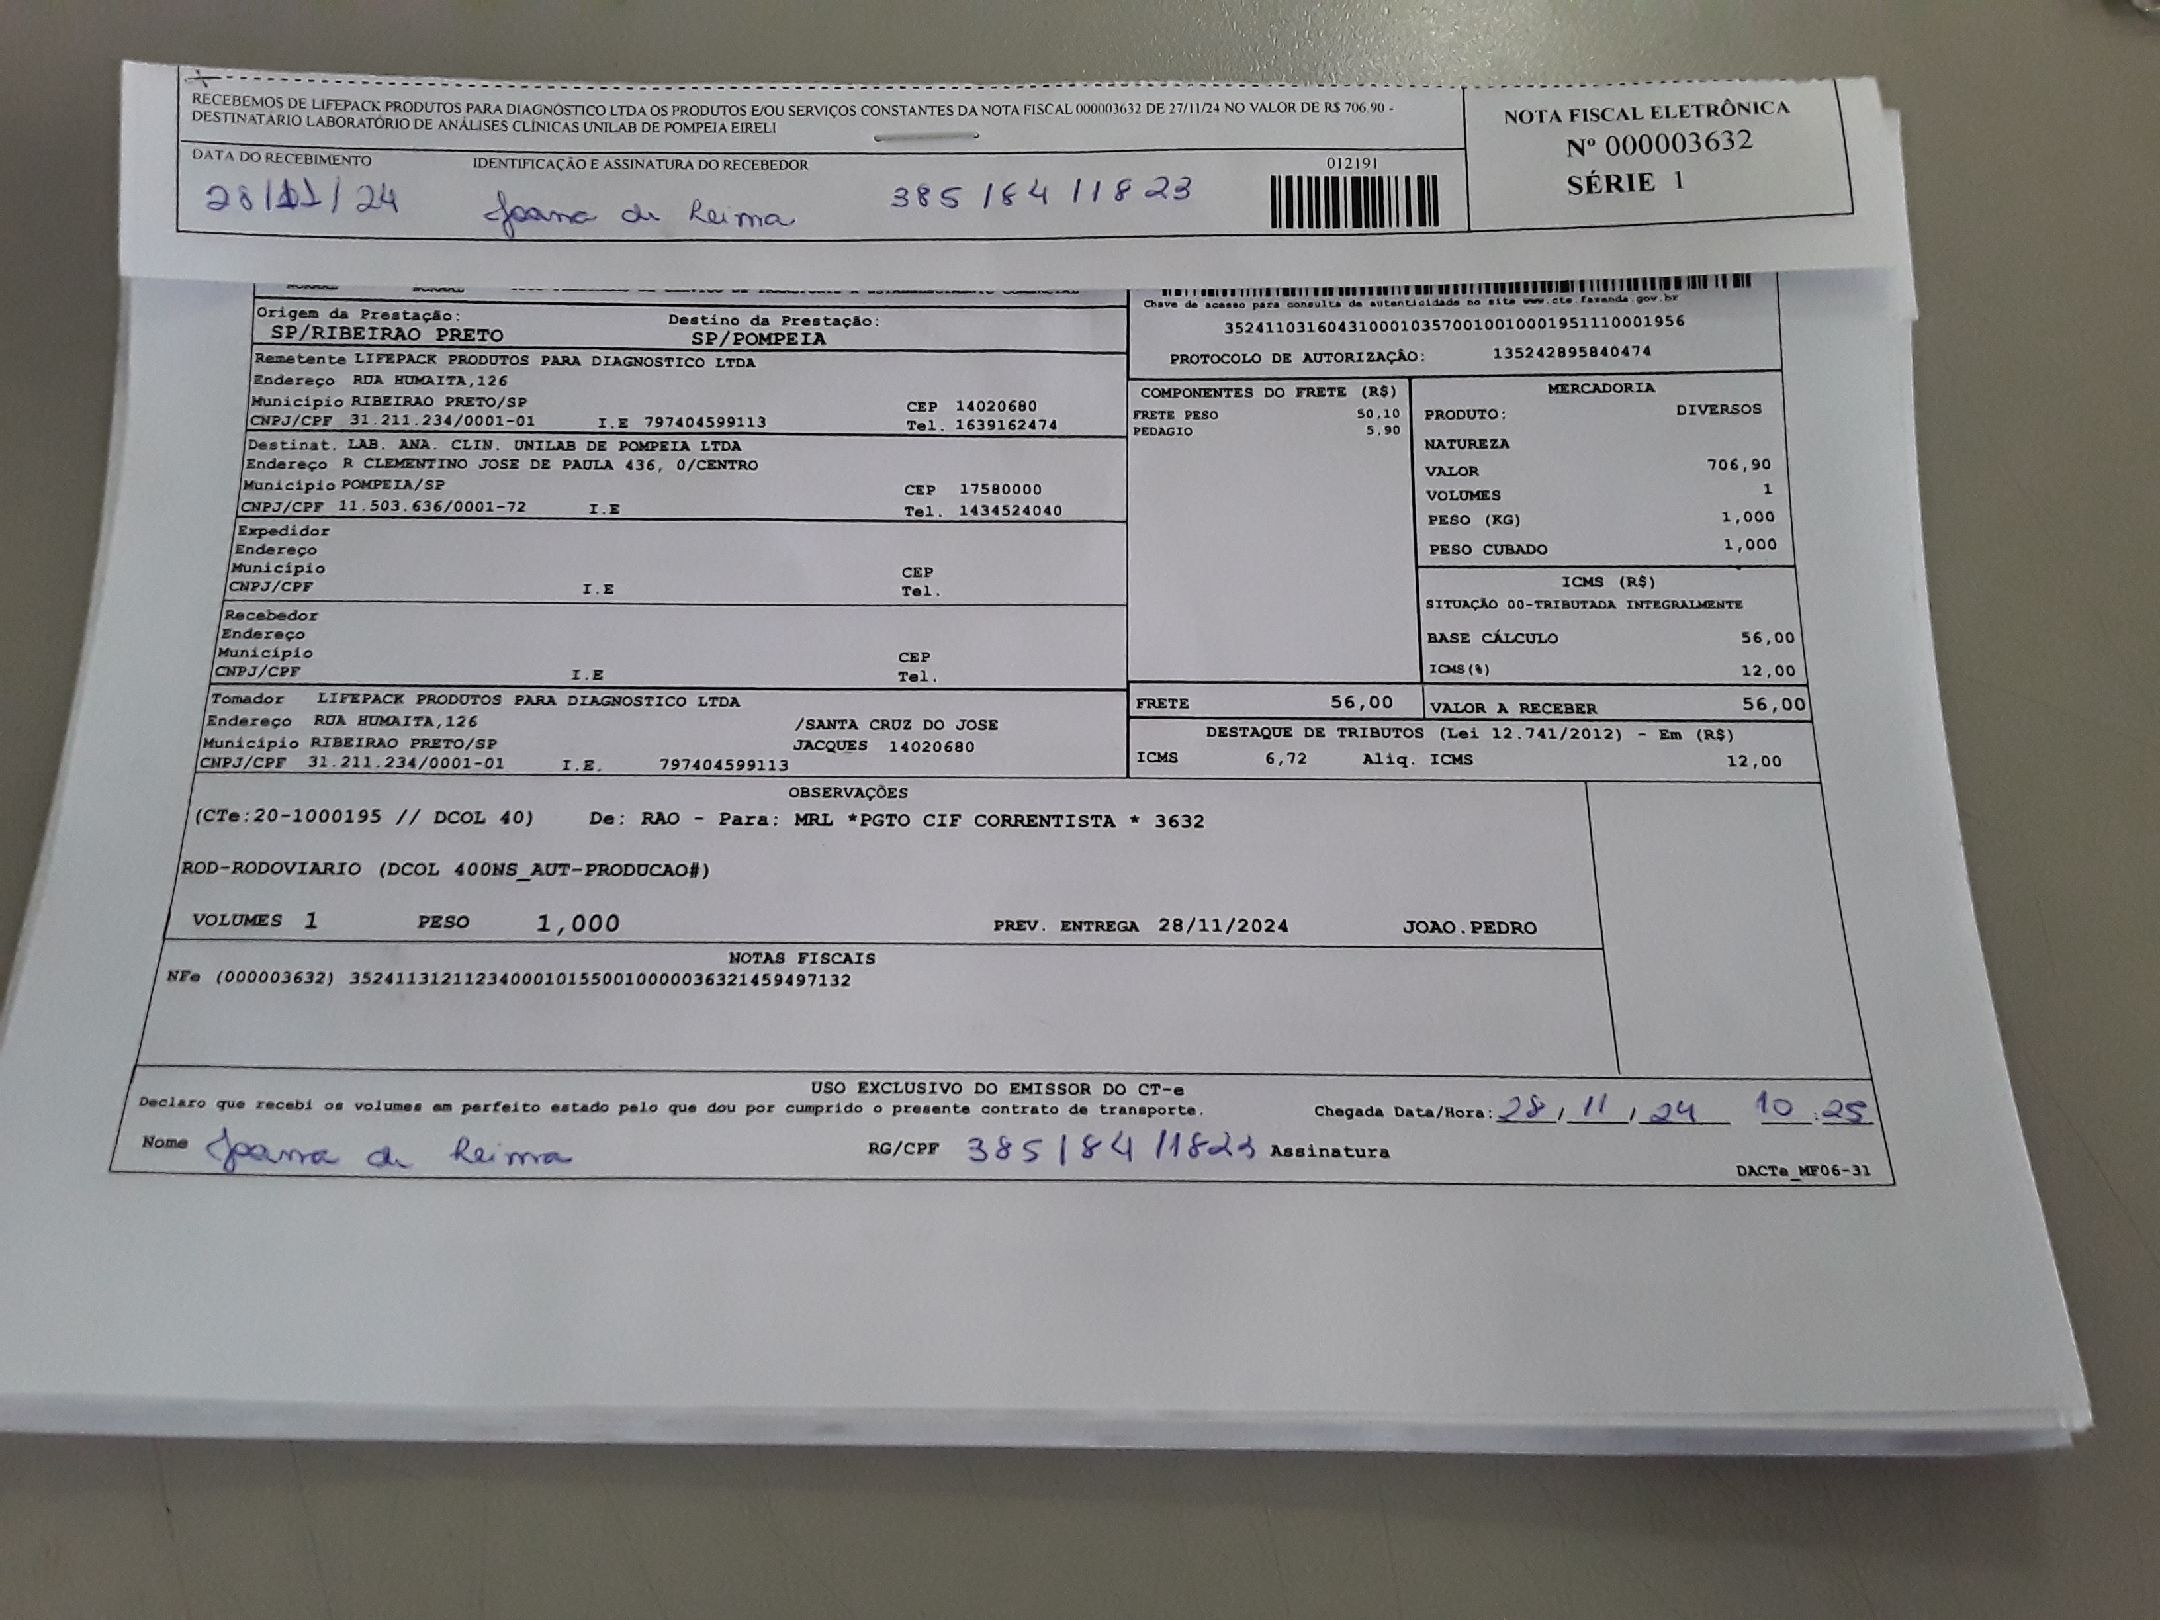 RECEBEMOS DE LIFEPACK PRODUTOS PARA DIAGNÓSTICO LTDA OS PRODUTOS E/OU SERVIÇOS CONSTANTES DA NOTA FISCAL 000003632 DE 27/11/24 NO VALOR DE R$ 706.90 -
DESTINATÁRIO LABORATÓRIO DE ANÁLISES CLÍNICAS UNILAB DE POMPEIA EIRELI
DATA DO RECEBIMENTO IDENTIFICAÇÃO E ASSINATURA DO RECEBEDOR 012191
28/11/24 Joana de 385 184 118 23
NOTA FISCAL ELETRÔNICA
Nº 000003632
SÉRIE 1
Chave de acesso para consulta de autenticidade no site www.cte.fazenda.gov.br
35241103160431000103570010010001951110001956
PROTOCOLO DE AUTORIZAÇÃO: 135242895840474
Origem da Prestação: Destino da Prestação:
SP/RIBEIRAO PRETO SP/POMPEIA
Remetente LIFEPACK PRODUTOS PARA DIAGNOSTICO LTDA
Endereço RUA HUMAITA,126
Município RIBEIRAO PRETO/SP CEP 14020680
CNPJ/CPF 31.211.234/0001-01 I.E 797404599113 Tel. 1639162474
Destinat. LAB. ANA. CLIN. UNILAB DE POMPEIA LTDA
Endereço R CLEMENTINO JOSE DE PAULA 436, 0/CENTRO
Município POMPEIA/SP CEP 17580000
CNPJ/CPF 11.503.636/0001-72 I.E Tel. 1434524040
Expedidor
Endereço
Município CEP
CNPJ/CPF I.E Tel.
Recebedor
Endereço
Município CEP
CNPJ/CPF I.E Tel.
Tomador LIFEPACK PRODUTOS PARA DIAGNOSTICO LTDA
Endereço RUA HUMAITA,126 /SANTA CRUZ DO JOSE
Município RIBEIRAO PRETO/SP JACQUES 14020680
CNPJ/CPF 31.211.234/0001-01 I.E. 797404599113
COMPONENTES DO FRETE (R$)
FRETE PESO 50,10
PEDAGIO 5,90
MERCADORIA
PRODUTO: DIVERSOS
NATUREZA
VALOR 706,90
VOLUMES 1
PESO (KG) 1,000
PESO CUBADO 1,000
ICMS (R$)
SITUAÇÃO 00-TRIBUTADA INTEGRALMENTE
BASE CÁLCULO 56,00
ICMS(%) 12,00
FRETE 56,00 VALOR A RECEBER 56,00
DESTAQUE DE TRIBUTOS (Lei 12.741/2012) - Em (R$)
ICMS 6,72 Aliq. ICMS 12,00
OBSERVAÇÕES
(CTe:20-1000195 // DCOL 40) De: RAO - Para: MRL *PGTO CIF CORRENTISTA * 3632
ROD-RODOVIARIO (DCOL 400NS_AUT-PRODUCAO#)
VOLUMES 1 PESO 1,000 PREV. ENTREGA 28/11/2024 JOAO.PEDRO
NOTAS FISCAIS
NFe (000003632) 35241131211234000101550010000036321459497132
USO EXCLUSIVO DO EMISSOR DO CT-e
Declaro que recebi os volumes em perfeito estado pelo que dou por cumprido o presente contrato de transporte. Chegada Data/Hora: 28/11/24 10:25
Nome Joana de RG/CPF 385 184 118 23 Assinatura
DACTe_MF06-31